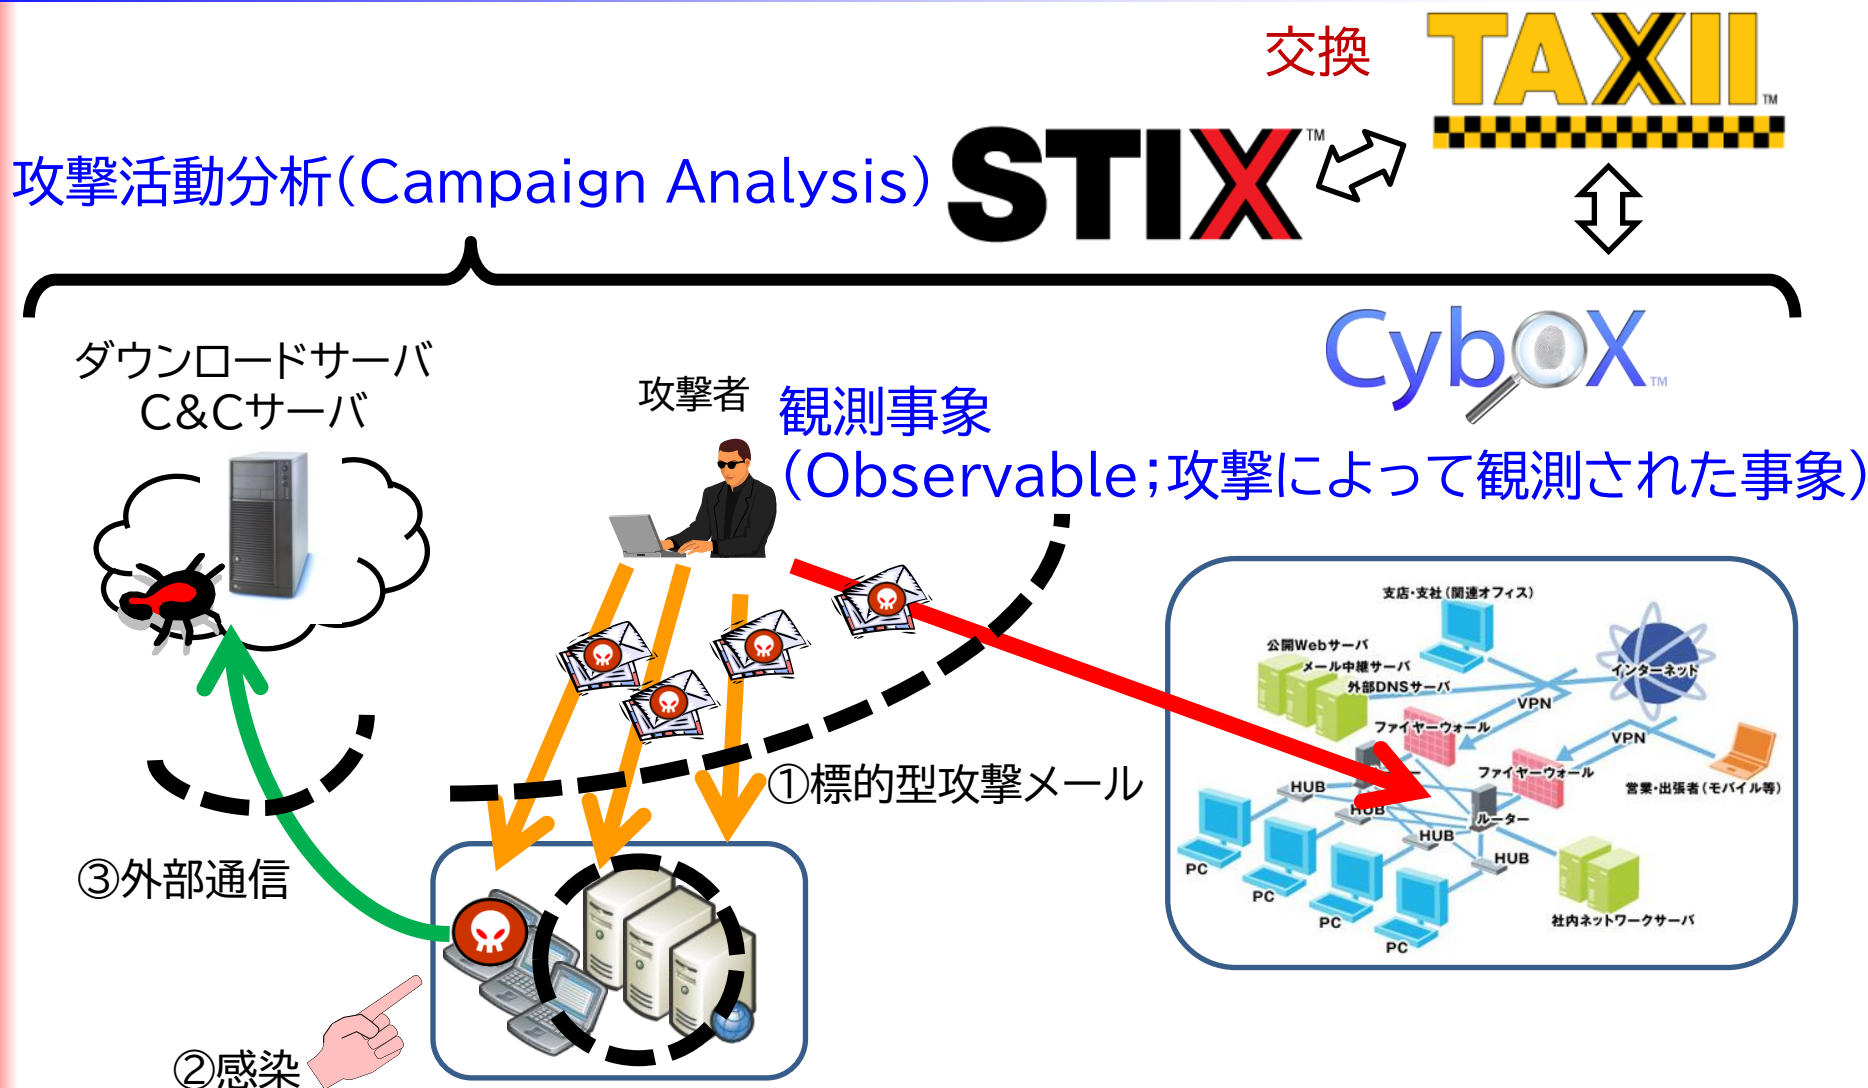 交換
TAXII™
攻撃活動分析(Campaign Analysis)
STIX™
CybOX™
ダウンロードサーバ
C&Cサーバ
攻撃者
観測事象
(Observable;攻撃によって観測された事象)
支店・支社(関連オフィス)
公開Webサーバ
メール中継サーバ
外部DNSサーバ
インターネット
VPN
ファイヤーウォール
VPN
ファイヤーウォール
営業・出張者(モバイル等)
HUB
HUB
ルーター
HUB
HUB
PC
PC
PC
PC
社内ネットワークサーバ
①標的型攻撃メール
③外部通信
②感染